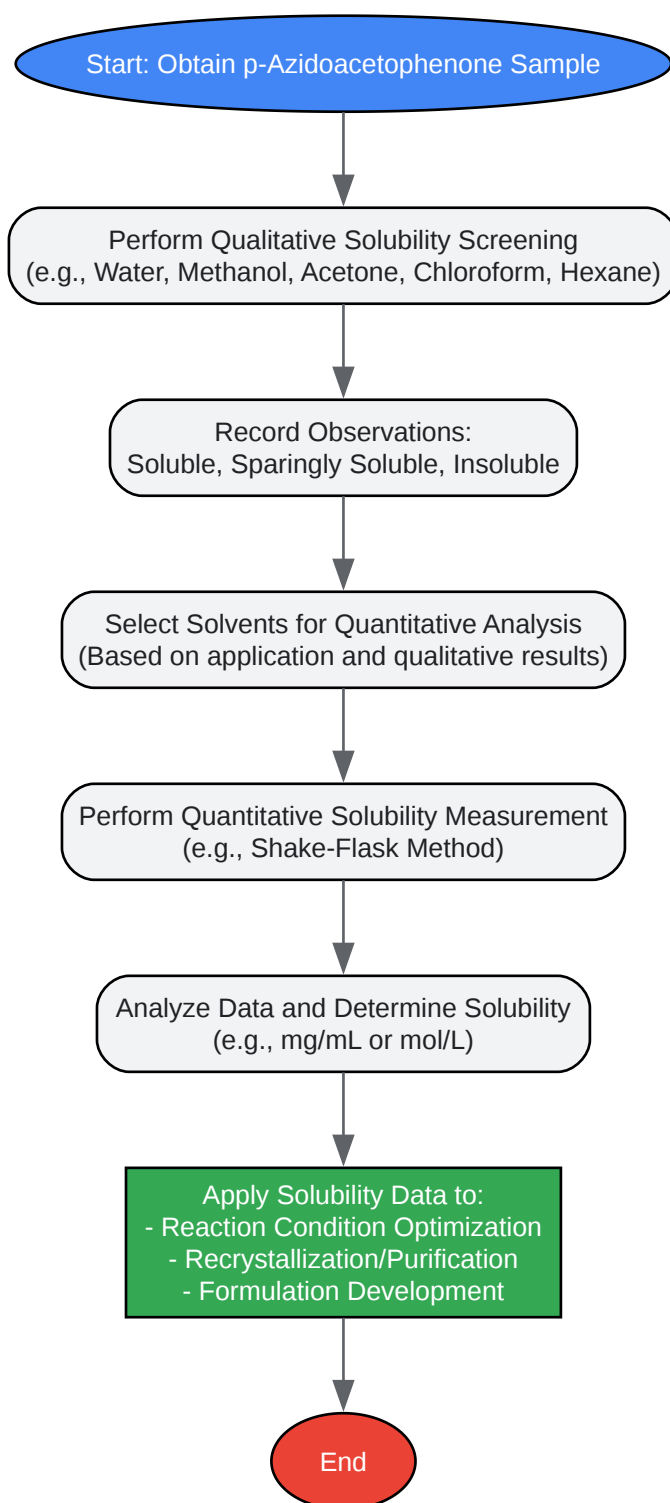 Start: Obtain p-Azidoacetophenone Sample
Perform Qualitative Solubility Screening
(e.g., Water, Methanol, Acetone, Chloroform, Hexane)
Record Observations:
Soluble, Sparingly Soluble, Insoluble
Select Solvents for Quantitative Analysis
(Based on application and qualitative results)
Perform Quantitative Solubility Measurement
(e.g., Shake-Flask Method)
Analyze Data and Determine Solubility
(e.g., mg/mL or mol/L)
Apply Solubility Data to:
- Reaction Condition Optimization
- Recrystallization/Purification
- Formulation Development
End